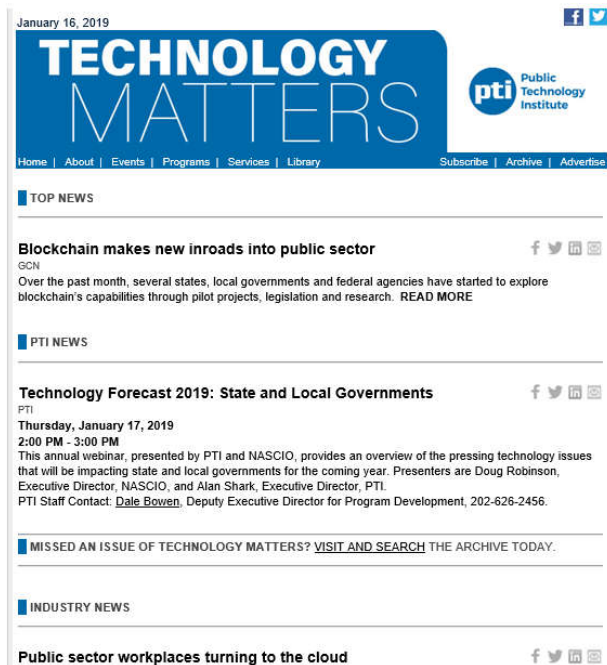 January 16, 2019
TECHNOLOGY
MATTERS
pti
Public
Technology
Institute
Home | About | Events | Programs | Services | Library
Subscribe | Archive | Advertise
TOP NEWS
Blockchain makes new inroads into public sector
GCN
Over the past month, several states, local governments and federal agencies have started to explore
blockchain's capabilities through pilot projects, legislation and research. READ MORE
PTI NEWS
Technology Forecast 2019: State and Local Governments
PTI
Thursday, January 17, 2019
2:00 PM - 3:00 PM
This annual webinar, presented by PTI and NASCIO, provides an overview of the pressing technology issues
that will be impacting state and local governments for the coming year. Presenters are Doug Robinson,
Executive Director, NASCIO, and Alan Shark, Executive Director, PTI.
PTI Staff Contact: Dale Bowen, Deputy Executive Director for Program Development, 202-626-2456.
MISSED AN ISSUE OF TECHNOLOGY MATTERS? VISIT AND SEARCH THE ARCHIVE TODAY.
INDUSTRY NEWS
Public sector workplaces turning to the cloud